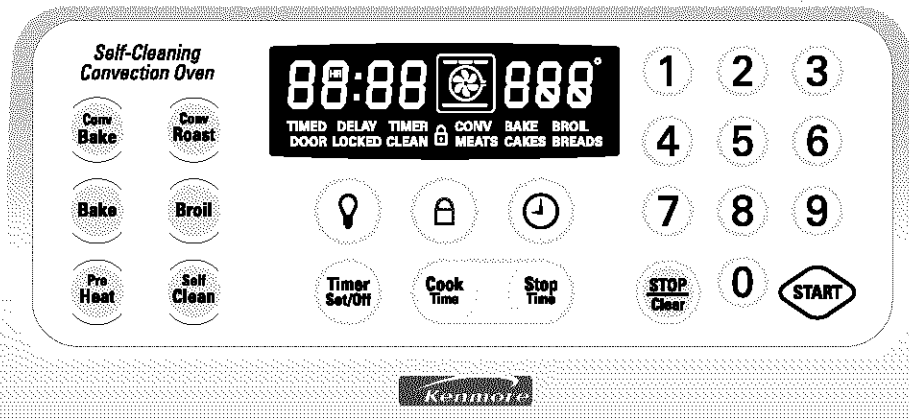 Self-Cleaning
Convection Oven
88:88 888°
HR
TIMED DELAY TIMER CONV BAKE BROIL
DOOR LOCKED CLEAN MEATS CAKES BREADS
Conv
Bake
Conv
Roast
Bake
Broil
Pre
Heat
Self
Clean
Timer
Set/Off
Cook
Time
Stop
Time
1 2 3
4 5 6
7 8 9
STOP
Clear
0
START
Kenmore